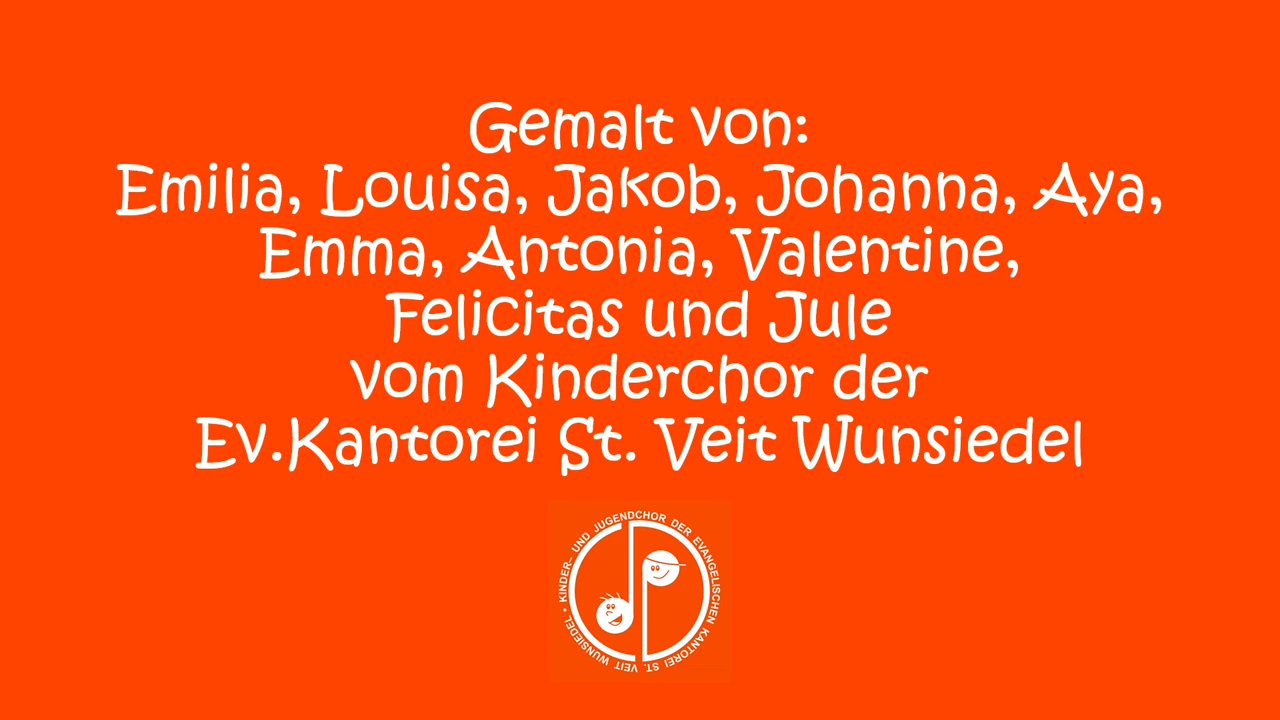 Gemalt von:
Emilia, Louisa, Jakob, Johanna, Aya,
Emma, Antonia, Valentine,
Felicitas und Jule
vom Kinderchor der
Ev.Kantorei St. Veit Wunsiedel
• KINDER– UND JUGENDCHOR DER EVANGELISCHEN KANTOREI ST. VEIT WUNSIEDEL